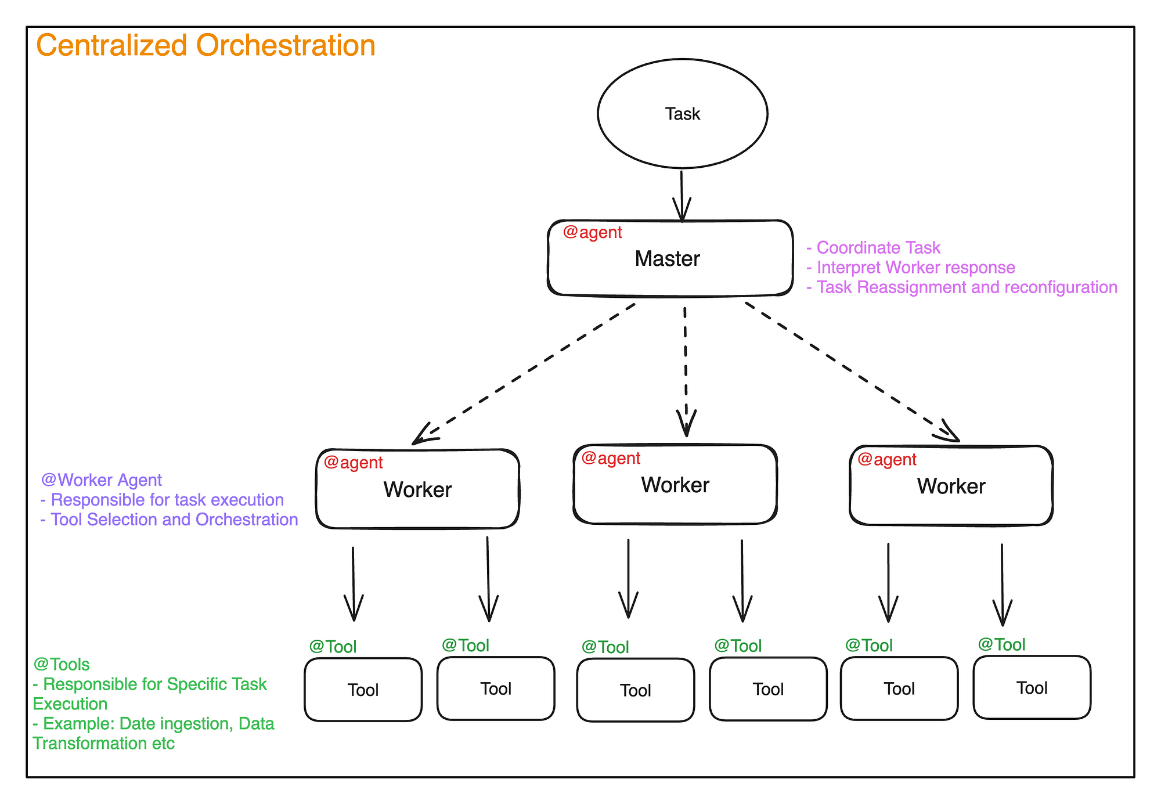 Centralized Orchestration
Task
@agent
Master
- Coordinate Task
- Interpret Worker response
- Task Reassignment and reconfiguration
@agent
Worker
@agent
Worker
@agent
Worker
@Worker Agent
- Responsible for task execution
- Tool Selection and Orchestration
@Tool
Tool
@Tool
Tool
@Tool
Tool
@Tool
Tool
@Tool
Tool
@Tool
Tool
@Tools
- Responsible for Specific Task
Execution
- Example: Date ingestion, Data
Transformation etc